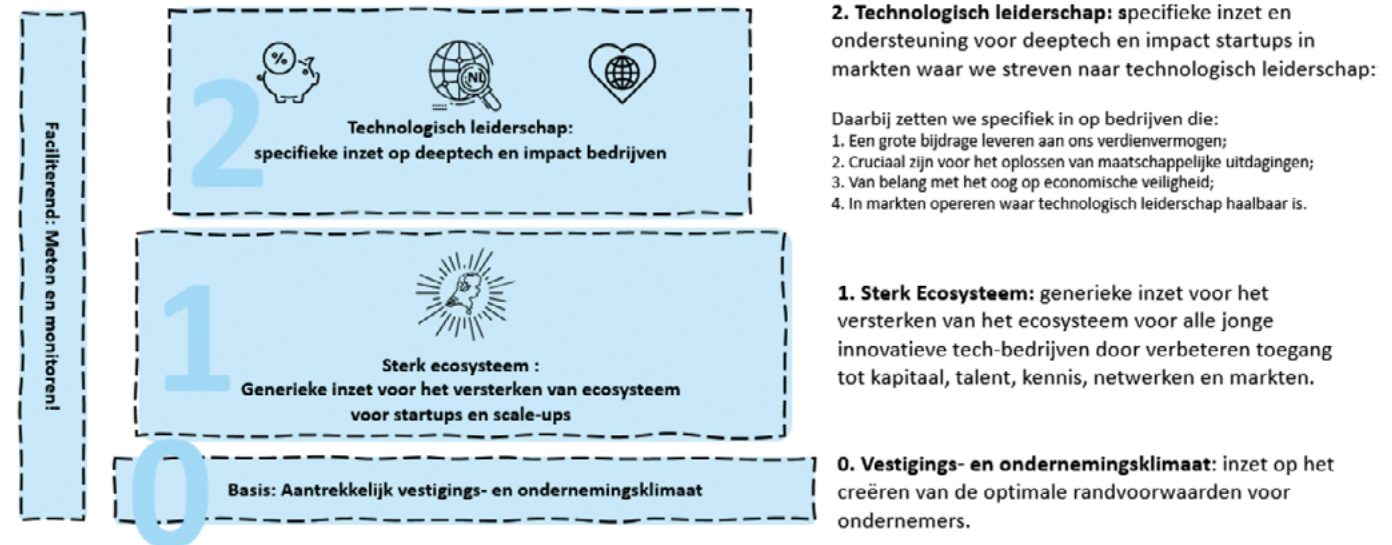 Faciliterend: Meten en monitoren!
2
%
NL
Technologisch leiderschap:
specifieke inzet op deeptech en impact bedrijven
1
Sterk ecosysteem :
Generieke inzet voor het versterken van ecosysteem
voor startups en scale-ups
0
Basis: Aantrekkelijk vestigings- en ondernemingsklimaat
2. Technologisch leiderschap: specifieke inzet en
ondersteuning voor deeptech en impact startups in
markten waar we streven naar technologisch leiderschap:
Daarbij zetten we specifiek in op bedrijven die:
1. Een grote bijdrage leveren aan ons verdienvermogen;
2. Cruciaal zijn voor het oplossen van maatschappelijke uitdagingen;
3. Van belang met het oog op economische veiligheid;
4. In markten opereren waar technologisch leiderschap haalbaar is.
1. Sterk Ecosysteem: generieke inzet voor het
versterken van het ecosysteem voor alle jonge
innovatieve tech-bedrijven door verbeteren toegang
tot kapitaal, talent, kennis, netwerken en markten.
0. Vestigings- en ondernemingsklimaat: inzet op het
creëren van de optimale randvoorwaarden voor
ondernemers.